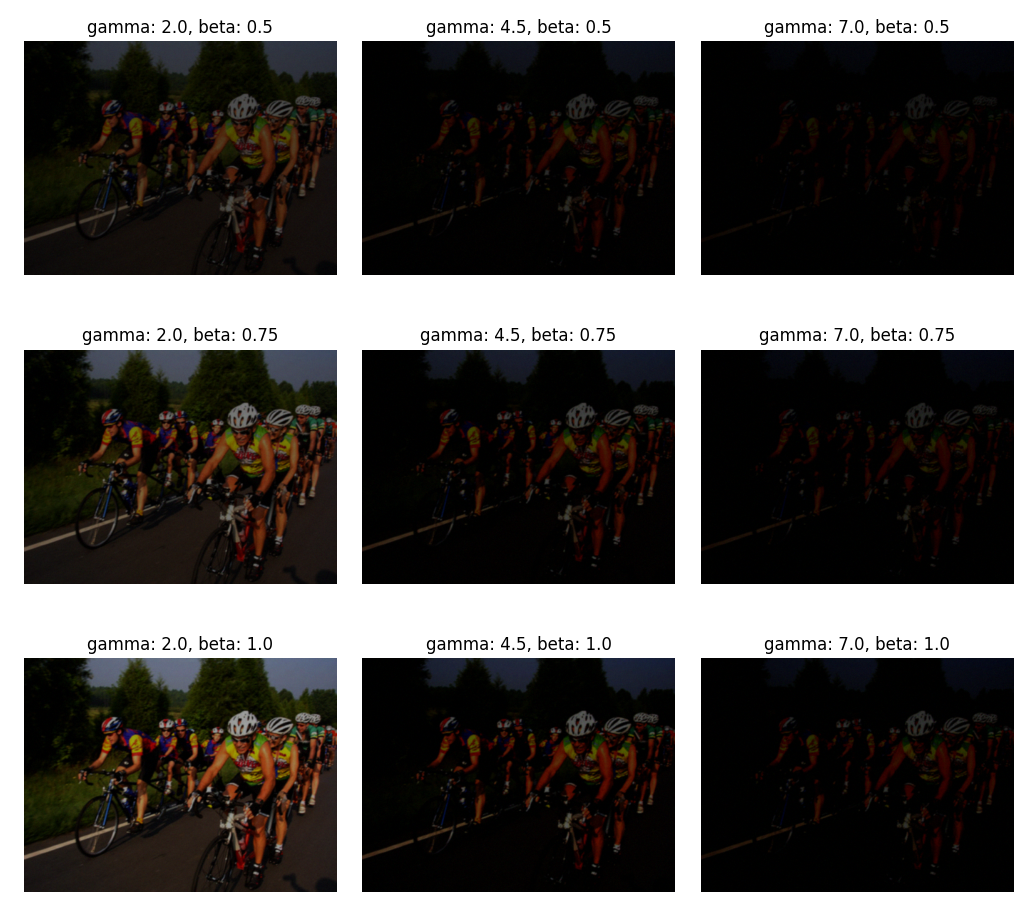 gamma: 2.0, beta: 0.5
gamma: 4.5, beta: 0.5
gamma: 7.0, beta: 0.5
gamma: 2.0, beta: 0.75
gamma: 4.5, beta: 0.75
gamma: 7.0, beta: 0.75
gamma: 2.0, beta: 1.0
gamma: 4.5, beta: 1.0
gamma: 7.0, beta: 1.0